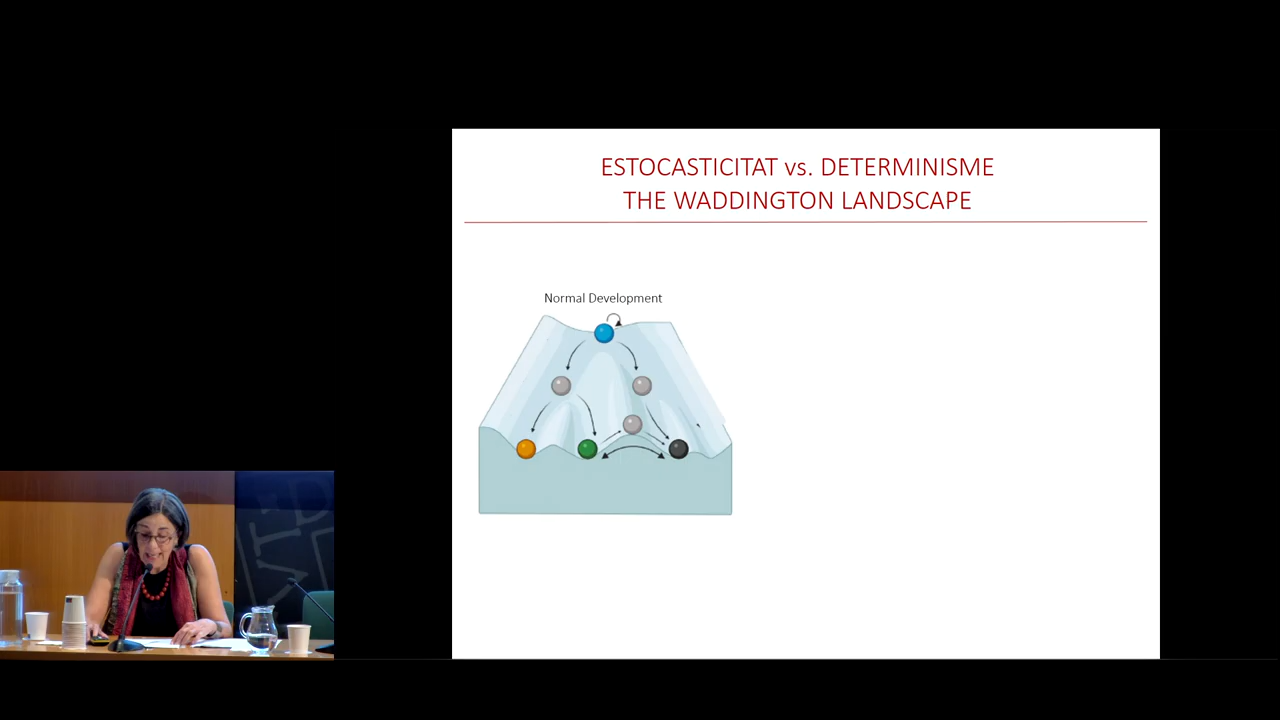 ESTOCASTICITAT vs. DETERMINISME
THE WADDINGTON LANDSCAPE
Normal Development